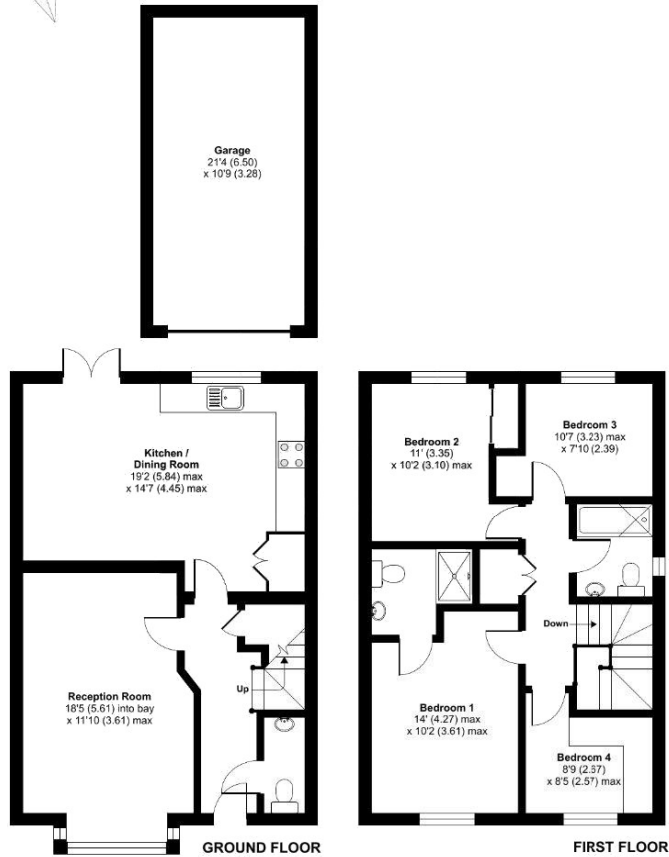 Garage
21'4 (6.50)
x 10'9 (3.28)
Kitchen /
Dining Room
19'2 (5.84) max
x 14'7 (4.45) max
Reception Room
18'5 (5.61) into bay
x 11'10 (3.61) max
Up
GROUND FLOOR
Bedroom 2
11' (3.35)
x 10'2 (3.10) max
Bedroom 3
10'7 (3.23) max
x 7'10 (2.39)
Down
Bedroom 1
14' (4.27) max
x 10'2 (3.61) max
Bedroom 4
8'9 (2.67)
x 8'5 (2.57) max
FIRST FLOOR